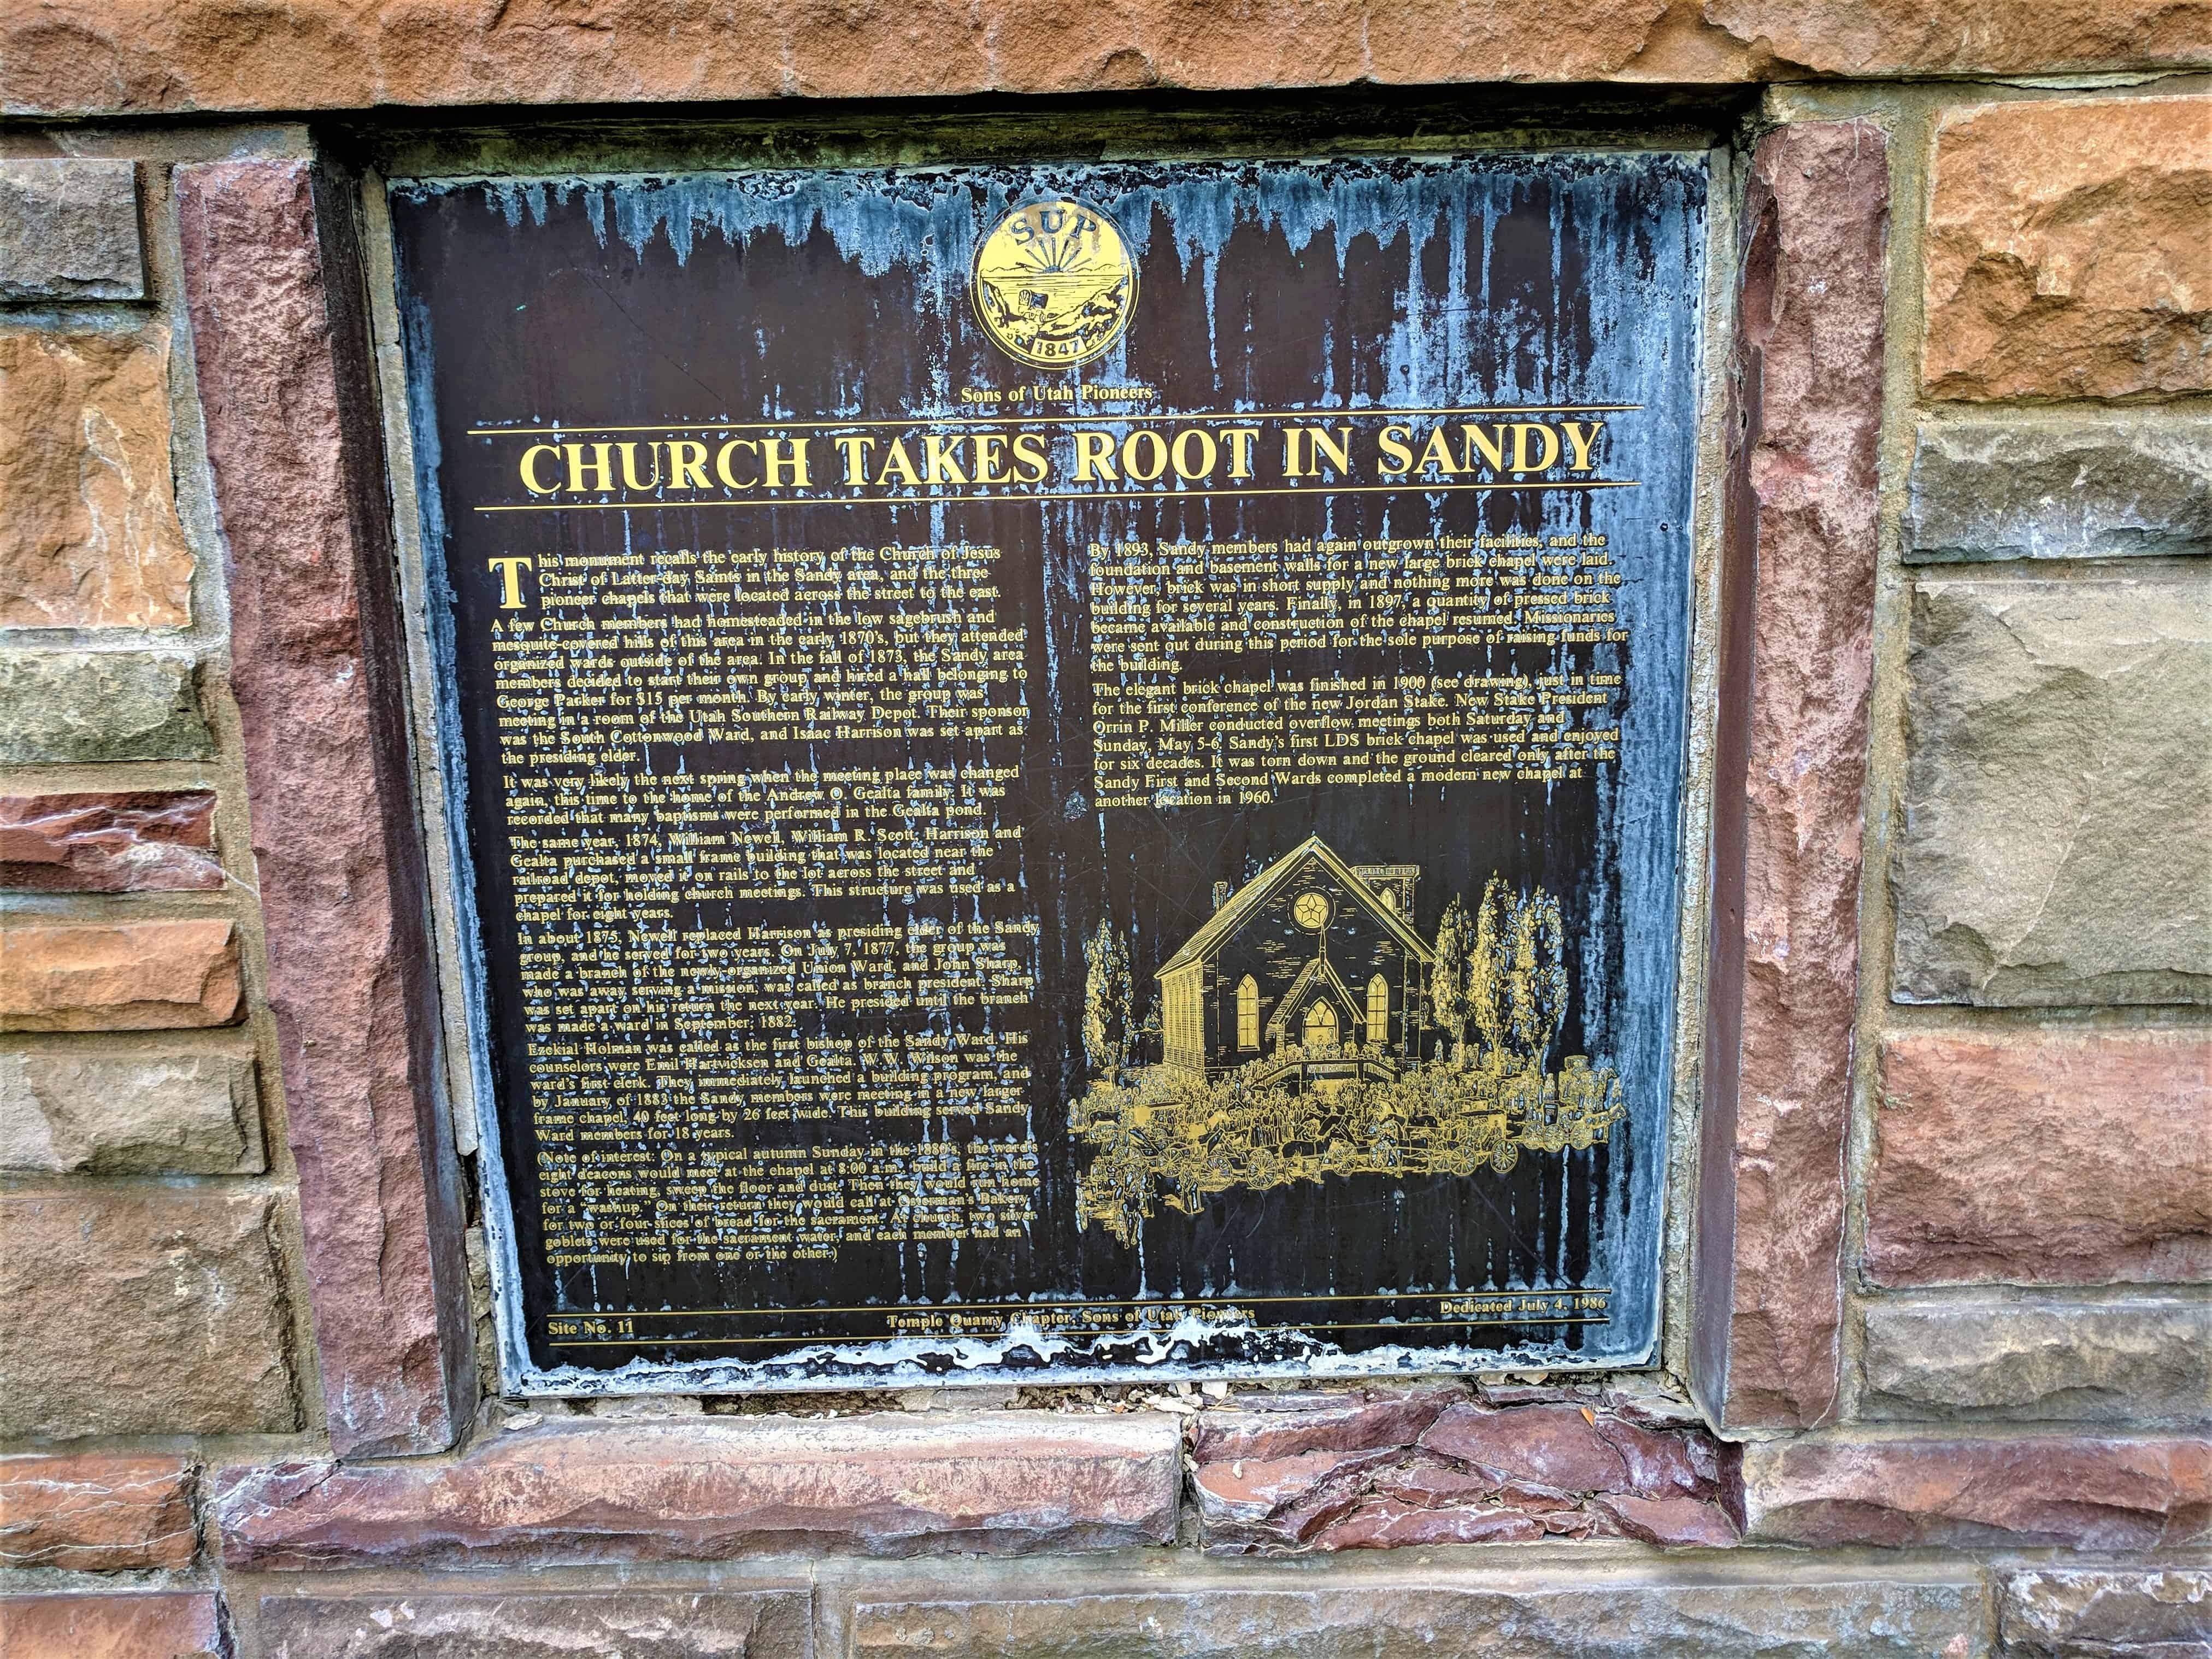 SUP
1847
Sons of Utah Pioneers
CHURCH TAKES ROOT IN SANDY
This monument recalls the early history of the Church of Jesus
Christ of Latter-day Saints in the Sandy area, and the three
pioneer chapels that were located across the street to the east.
A few Church members had homesteaded in the low sagebrush and
mesquite-covered hills of this area in the early 1870's, but they attended
organized wards outside of the area. In the fall of 1873, the Sandy area
members decided to start their own group and hired a hall belonging to
George Parker for $15 per month. By early winter, the group was
meeting in a room of the Utah Southern Railway Depot. Their sponsor
was the South Cottonwood Ward, and Isaac Harrison was set apart as
the presiding elder.
It was very likely the next spring when the meeting place was changed
again, this time to the home of the Andrew O. Gealta family. It was
recorded that many baptisms were performed in the Gealta pond.
The same year, 1874, William Newell, William R. Scott, Harrison and
Gealta purchased a small frame building that was located near the
railroad depot, moved it on rails to the lot across the street and
prepared it for holding church meetings. This structure was used as a
chapel for eight years.
In about 1875, Newell replaced Harrison as presiding elder of the Sandy
group, and he served for two years. On July 7, 1877, the group was
made a branch of the newly-organized Union Ward, and John Sharp,
who was away serving a mission, was called as branch president. Sharp
was set apart on his return the next year. He presided until the branch
was made a ward in September, 1882.
Ezekial Holman was called as the first bishop of the Sandy Ward. His
counselors were Emil Hartvicksen and Gealta. W.W. Wilson was the
ward's first clerk. They immediately launched a building program, and
by January of 1883 the Sandy members were meeting in a new larger
frame chapel, 40 feet long by 26 feet wide. This building served Sandy
Ward members for 18 years.
(Note of interest: On a typical autumn Sunday in the 1880's, the ward's
eight deacons would meet at the chapel at 8:00 a.m., build a fire in the
stove for heating, sweep the floor and dust. Then they would run home
for a "washup." On their return they would call at Osterman's Bakery
for two or four slices of bread for the sacrament. At church, two silver
goblets were used for the sacrament water, and each member had an
opportunity to sip from one or the other.)
By 1893, Sandy members had again outgrown their facilities, and the
foundation and basement walls for a new large brick chapel were laid.
However, brick was in short supply and nothing more was done on the
building for several years. Finally, in 1897, a quantity of pressed brick
became available and construction of the chapel resumed. Missionaries
were sent out during this period for the sole purpose of raising funds for
the building.
The elegant brick chapel was finished in 1900 (see drawing), just in time
for the first conference of the new Jordan Stake. New Stake President
Orrin P. Miller conducted overflow meetings both Saturday and
Sunday, May 5-6. Sandy's first LDS brick chapel was used and enjoyed
for six decades. It was torn down and the ground cleared only after the
Sandy First and Second Wards completed a modern new chapel at
another location in 1960.
Site No. 11
Temple Quarry Chapter, Sons of Utah Pioneers
Dedicated July 4, 1986